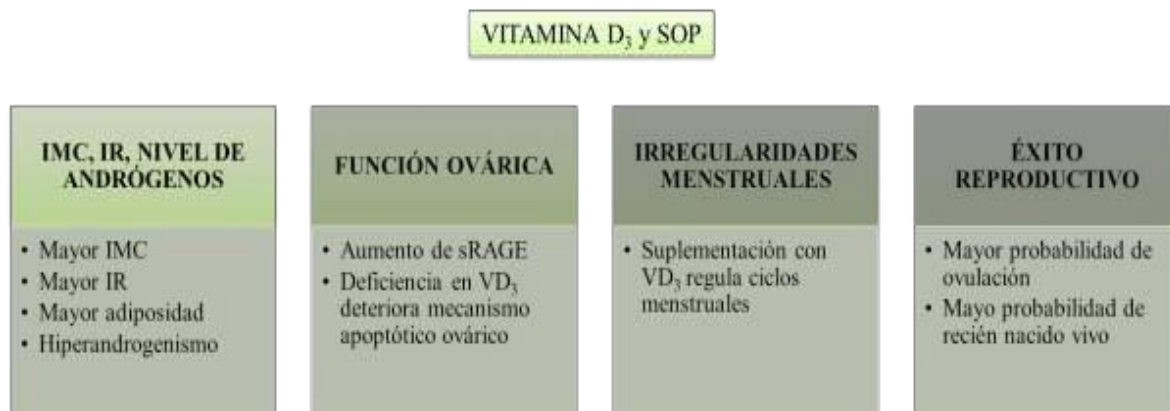 VITAMINA D₃ y SOP
IMC, IR, NIVEL DE
ANDRÓGENOS
• Mayor IMC
• Mayor IR
• Mayor adiposidad
• Hiperandrogenismo
FUNCIÓN OVÁRICA
• Aumento de sRAGE
• Deficiencia en VD₃
deteriora mecanismo
apoptótico ovárico
IRREGULARIDADES
MENSTRUALES
• Suplementación con
VD₃ regula ciclos
menstruales
ÉXITO
REPRODUCTIVO
• Mayor probabilidad de
ovulación
• Mayo probabilidad de
recién nacido vivo